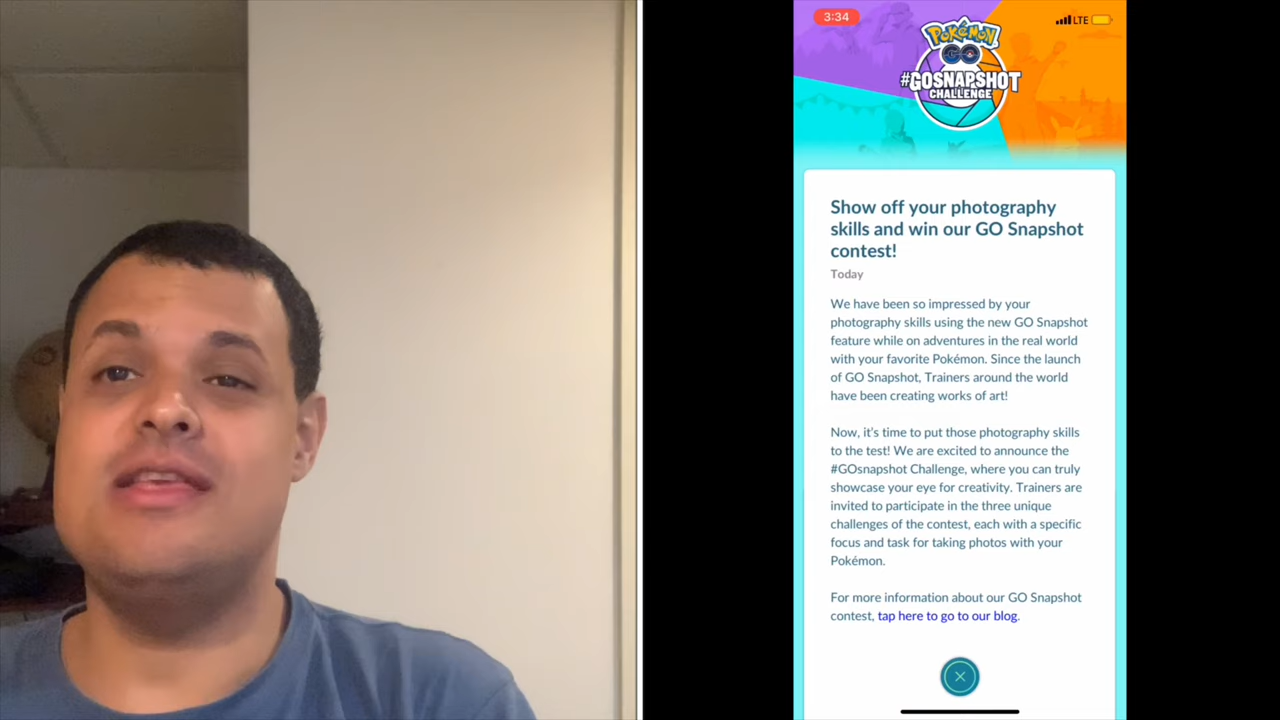 3:34
LTE
POKÉMON
GO
#GOSNAPSHOT
CHALLENGE
Show off your photography
skills and win our GO Snapshot
contest!
Today
We have been so impressed by your
photography skills using the new GO Snapshot
feature while on adventures in the real world
with your favorite Pokémon. Since the launch
of GO Snapshot, Trainers around the world
have been creating works of art!
Now, it’s time to put those photography skills
to the test! We are excited to announce the
#GOsnapshot Challenge, where you can truly
showcase your eye for creativity. Trainers are
invited to participate in the three unique
challenges of the contest, each with a specific
focus and task for taking photos with your
Pokémon.
For more information about our GO Snapshot
contest, tap here to go to our blog.